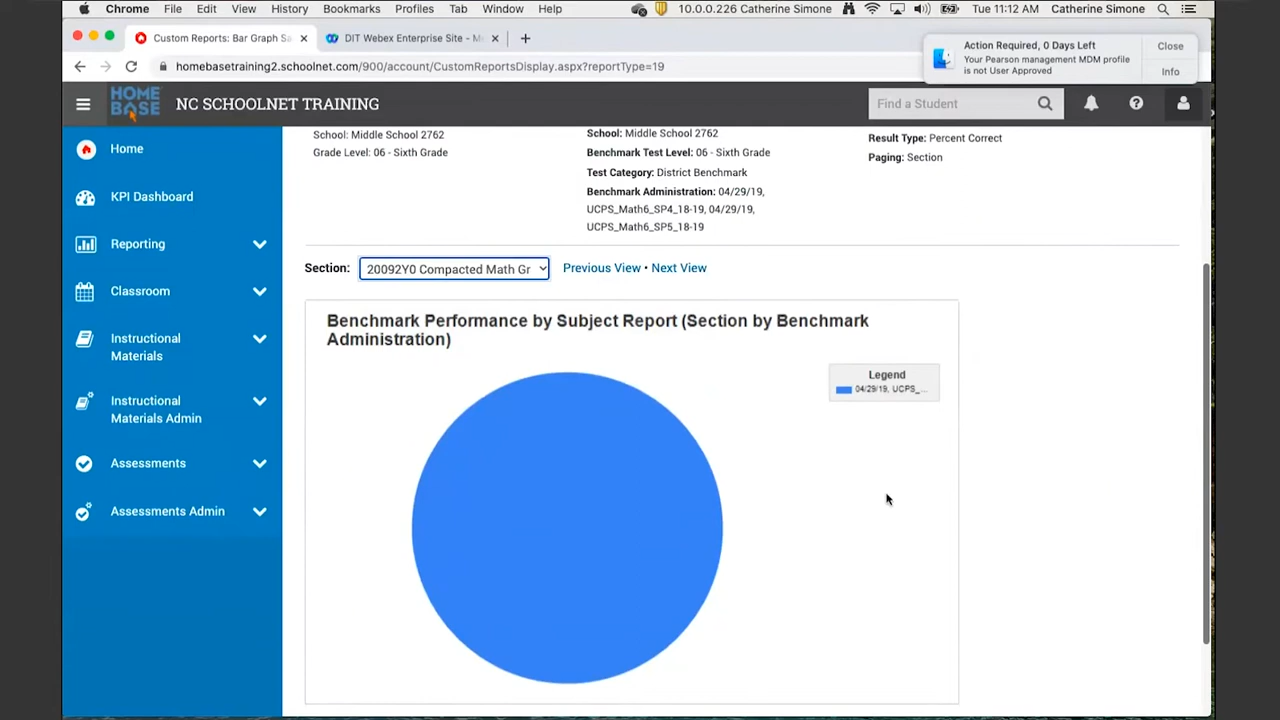 Chrome File Edit View History Bookmarks Profiles Tab Window Help 10.0.0.226 Catherine Simone Tue 11:12 AM Catherine Simone
Custom Reports: Bar Graph Sa
DIT Webex Enterprise Site - M
Action Required, 0 Days Left
Your Pearson management MDM profile
is not User Approved
Close
Info
homebasetraining2.schoolnet.com/900/account/CustomReportsDisplay.aspx?reportType=19
HOME
BASE
NC SCHOOLNET TRAINING
Find a Student
Home
KPI Dashboard
Reporting
Classroom
Instructional
Materials
Instructional
Materials Admin
Assessments
Assessments Admin
School: Middle School 2762
Grade Level: 06 - Sixth Grade
School: Middle School 2762
Benchmark Test Level: 06 - Sixth Grade
Test Category: District Benchmark
Benchmark Administration: 04/29/19,
UCPS_Math6_SP4_18-19, 04/29/19,
UCPS_Math6_SP5_18-19
Result Type: Percent Correct
Paging: Section
Section: 20092Y0 Compacted Math Gr Previous View • Next View
Benchmark Performance by Subject Report (Section by Benchmark
Administration)
Legend
04/29/19, UCPS_...